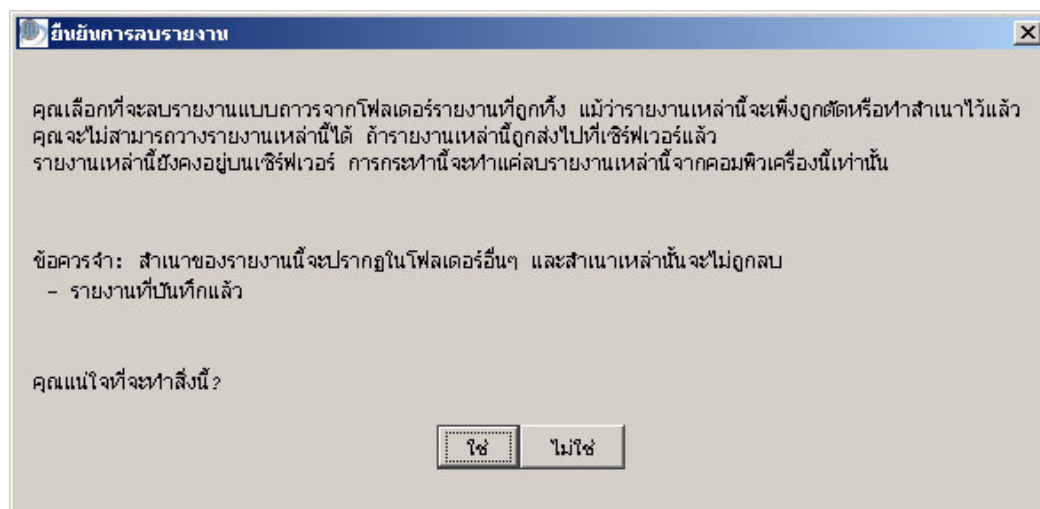 ยืนยันการลบรายงาน
คุณเลือกที่จะลบรายงานแบบถาวรจากโฟลเดอร์รายงานที่ถูกทิ้ง แม้ว่ารายงานเหล่านี้จะเพิ่งถูกตัดหรือทำสำเนาไว้แล้ว
คุณจะไม่สามารถวางรายงานเหล่านี้ได้ ถ้ารายงานเหล่านี้ถูกส่งไปที่เซิร์ฟเวอร์แล้ว
รายงานเหล่านี้ยังคงอยู่บนเซิร์ฟเวอร์ การกระทำนี้จะทำแค่ลบรายงานเหล่านี้จากคอมพิวเครื่องนี้เท่านั้น
ข้อควรจำ: สำเนาของรายงานนี้จะปรากฏในโฟลเดอร์อื่นๆ และสำเนาเหล่านั้นจะไม่ถูกลบ
- รายงานที่บันทึกแล้ว
คุณแน่ใจที่จะทำสิ่งนี้?
ใช่ ไม่ใช่